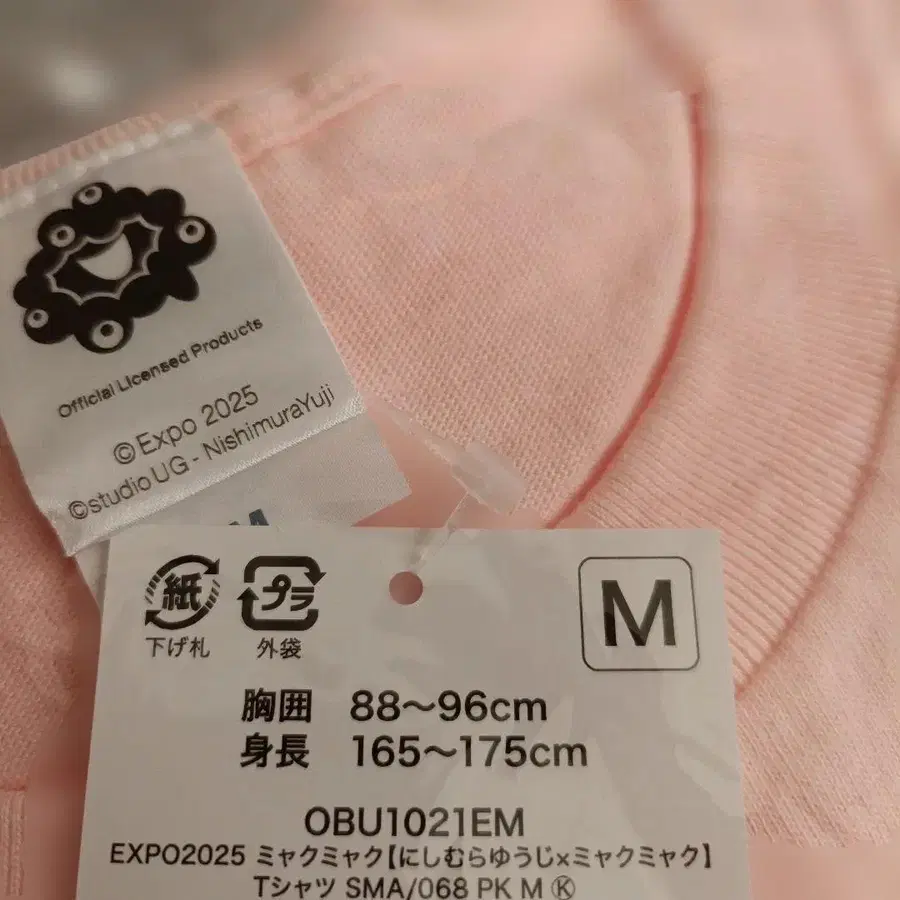 Official Licensed Products
©Expo 2025
©studioUG - NishimuraYuji
M
紙 プラ
下げ札 外袋
M
胸囲 88～96cm
身長 165～175cm
OBU1021EM
EXPO2025 ミャクミャク【にしむらゆうじ×ミャクミャク】
Tシャツ SMA/068 PK M Ⓚ